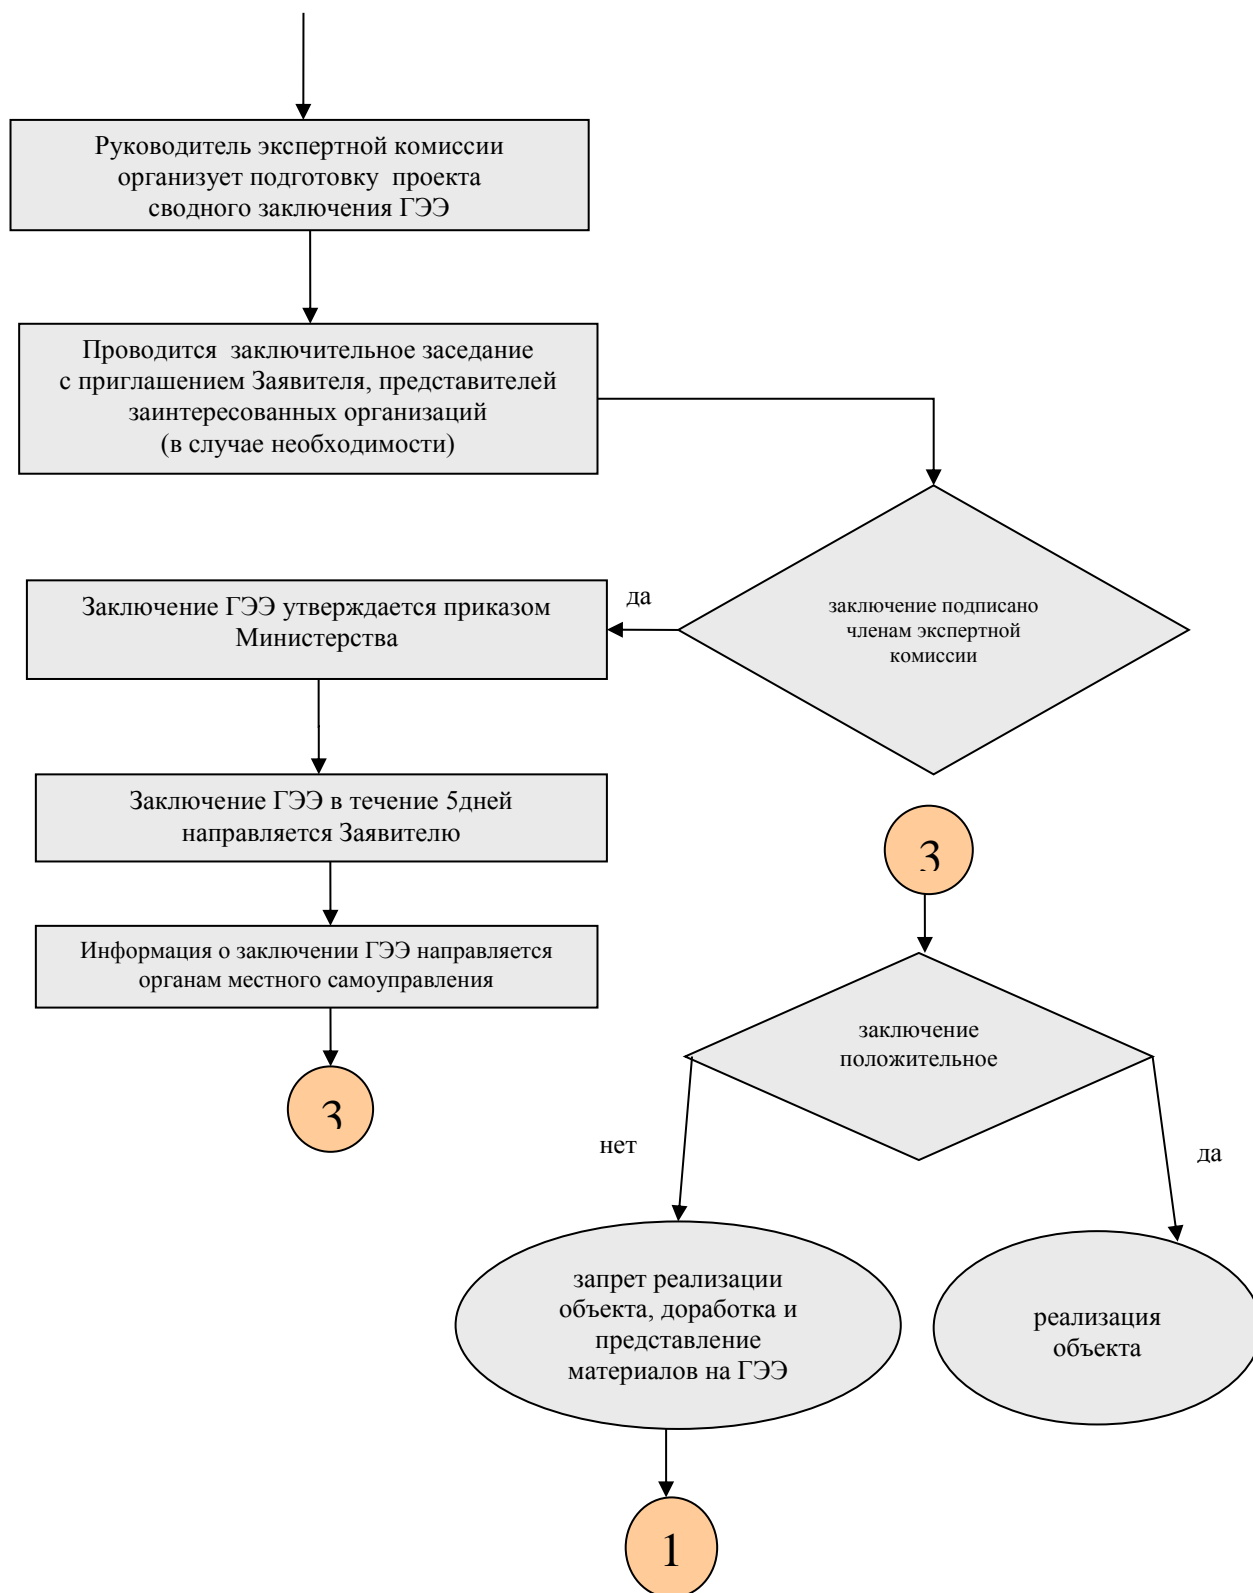 Руководитель экспертной комиссии
организует подготовку проекта
сводного заключения ГЭЭ
Проводится заключительное заседание
с приглашением Заявителя, представителей
заинтересованных организаций
(в случае необходимости)
заключение подписано
членам экспертной
комиссии
да
Заключение ГЭЭ утверждается приказом
Министерства
Заключение ГЭЭ в течение 5дней
направляется Заявителю
Информация о заключении ГЭЭ направляется
органам местного самоуправления
3
3
заключение
положительное
нет
да
запрет реализации
объекта, доработка и
представление
материалов на ГЭЭ
реализация
объекта
1